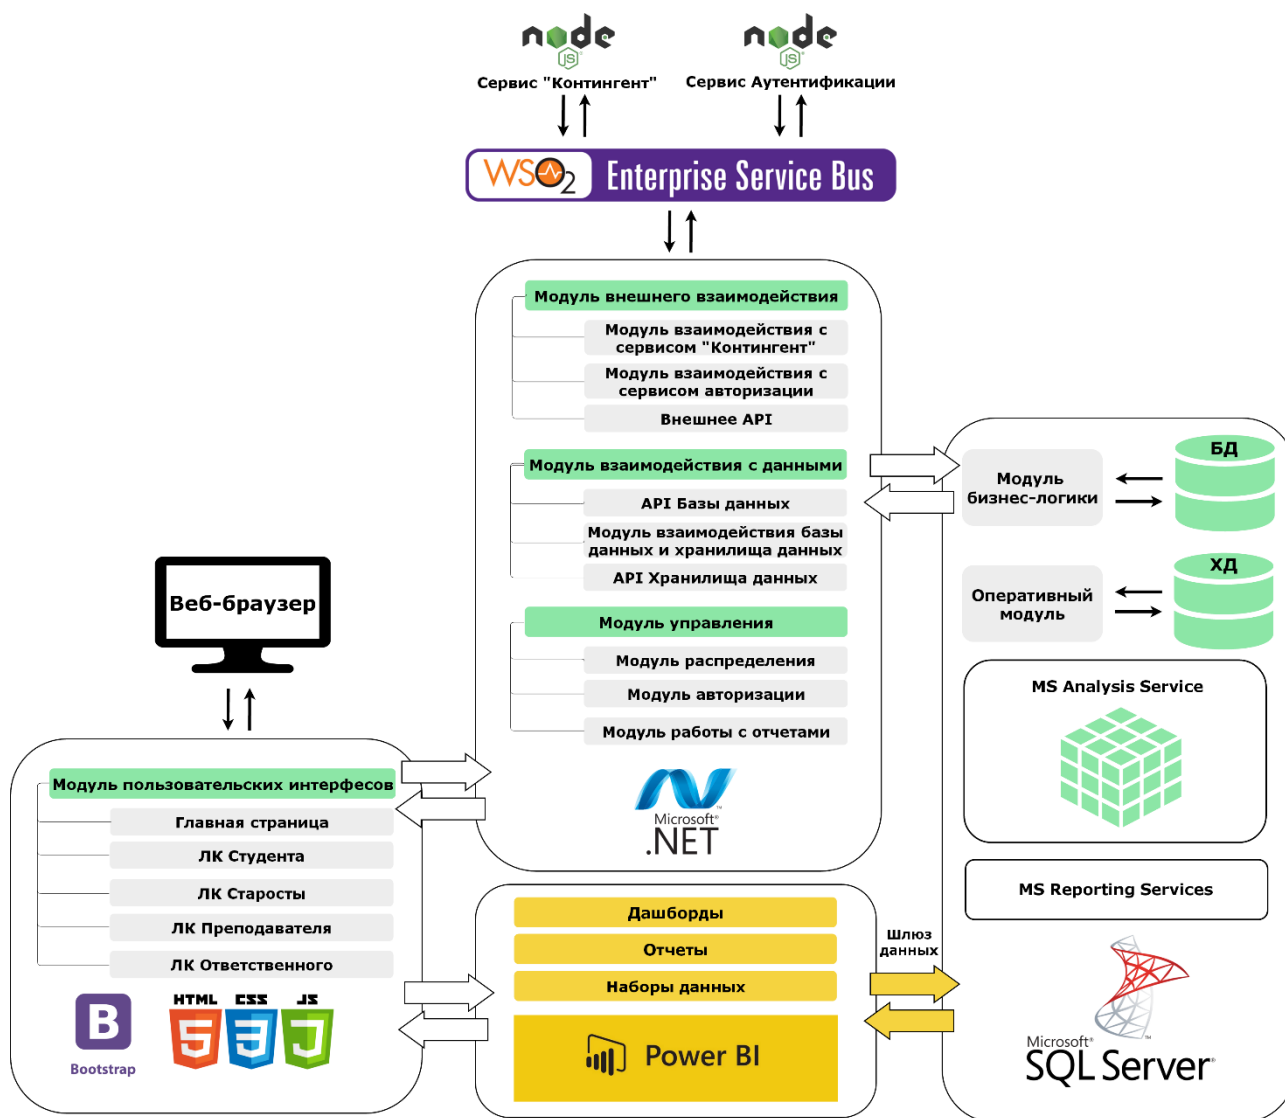 node
JS
Сервис "Контингент"
node
JS
Сервис Аутентификации
WSO2 Enterprise Service Bus
Модуль внешнего взаимодействия
Модуль взаимодействия с
сервисом "Контингент"
Модуль взаимодействия с
сервисом авторизации
Внешнее API
Модуль взаимодействия с данными
API Базы данных
Модуль взаимодействия базы
данных и хранилища данных
API Хранилища данных
Модуль управления
Модуль распределения
Модуль авторизации
Модуль работы с отчетами
Microsoft®
.NET
Веб-браузер
Модуль пользовательских интерфесов
Главная страница
ЛК Студента
ЛК Старосты
ЛК Преподавателя
ЛК Ответственного
B
Bootstrap
HTML
5
CSS
3
JS
J
Дашборды
Отчеты
Наборы данных
Power BI
Шлюз
данных
Модуль
бизнес-логики
БД
Оперативный
модуль
ХД
MS Analysis Service
MS Reporting Services
Microsoft®
SQL Server®